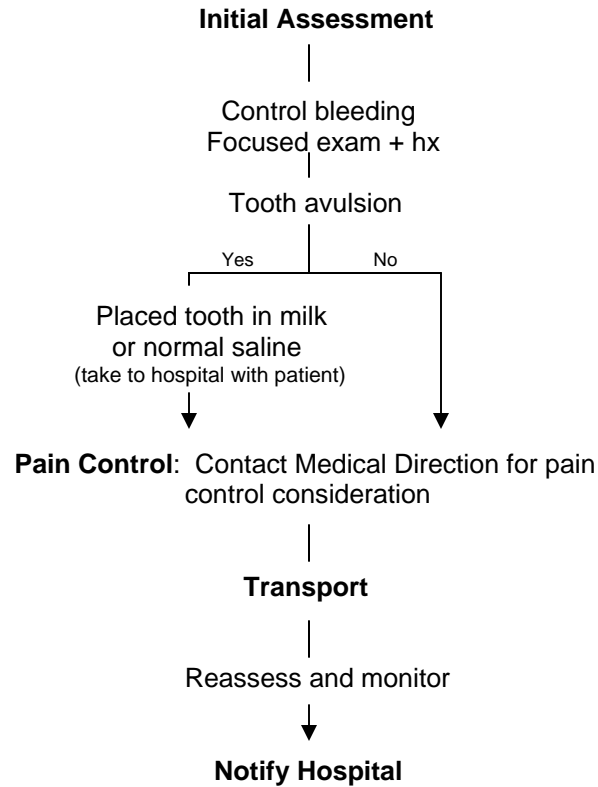 Initial Assessment
Control bleeding
Focused exam + hx
Tooth avulsion
Yes
No
Placed tooth in milk
or normal saline
(take to hospital with patient)
Pain Control:  Contact Medical Direction for pain
control consideration
Transport
Reassess and monitor
Notify Hospital